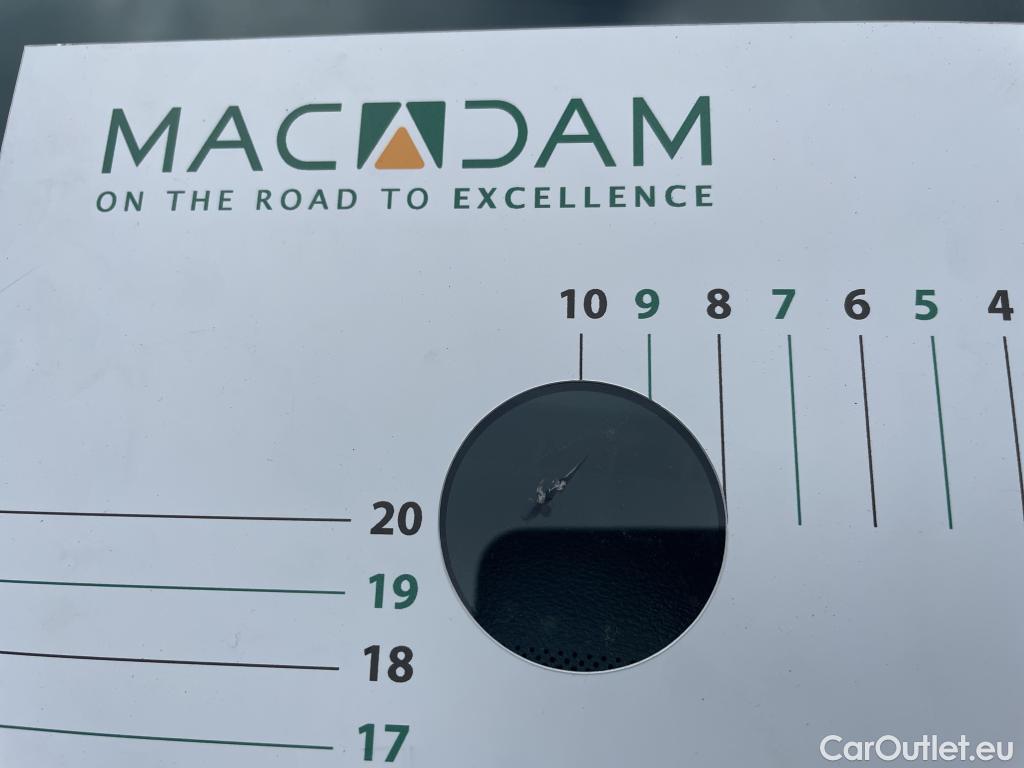 MACADAM
ON THE ROAD TO EXCELLENCE
10 9 8 7 6 5 4
20
19
18
17
CarOutlet.eu